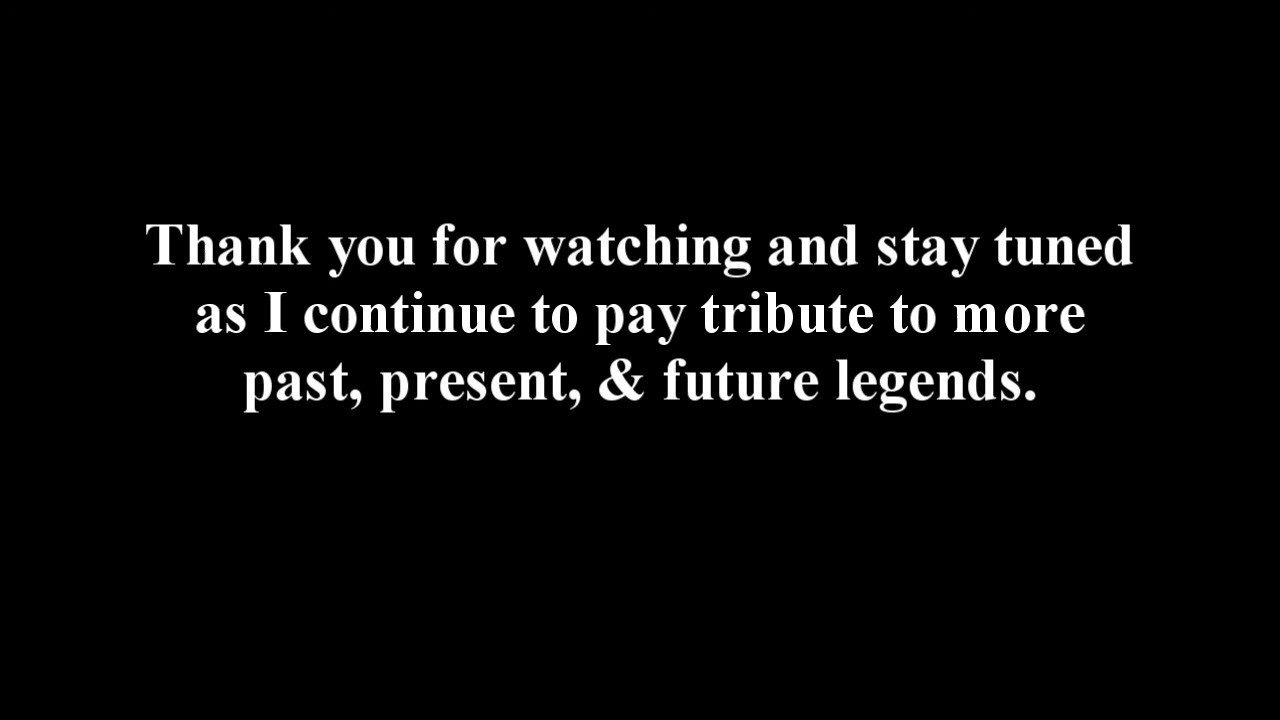 Thank you for watching and stay tuned
as I continue to pay tribute to more
past, present, & future legends.